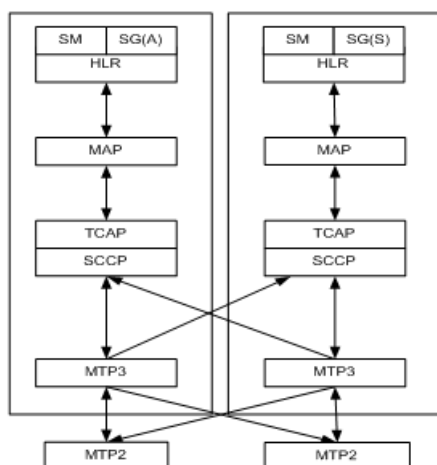 SM SG(A) SM SG(S)
HLR HLR
MAP MAP
TCAP TCAP
SCCP SCCP
MTP3 MTP3
MTP2 MTP2